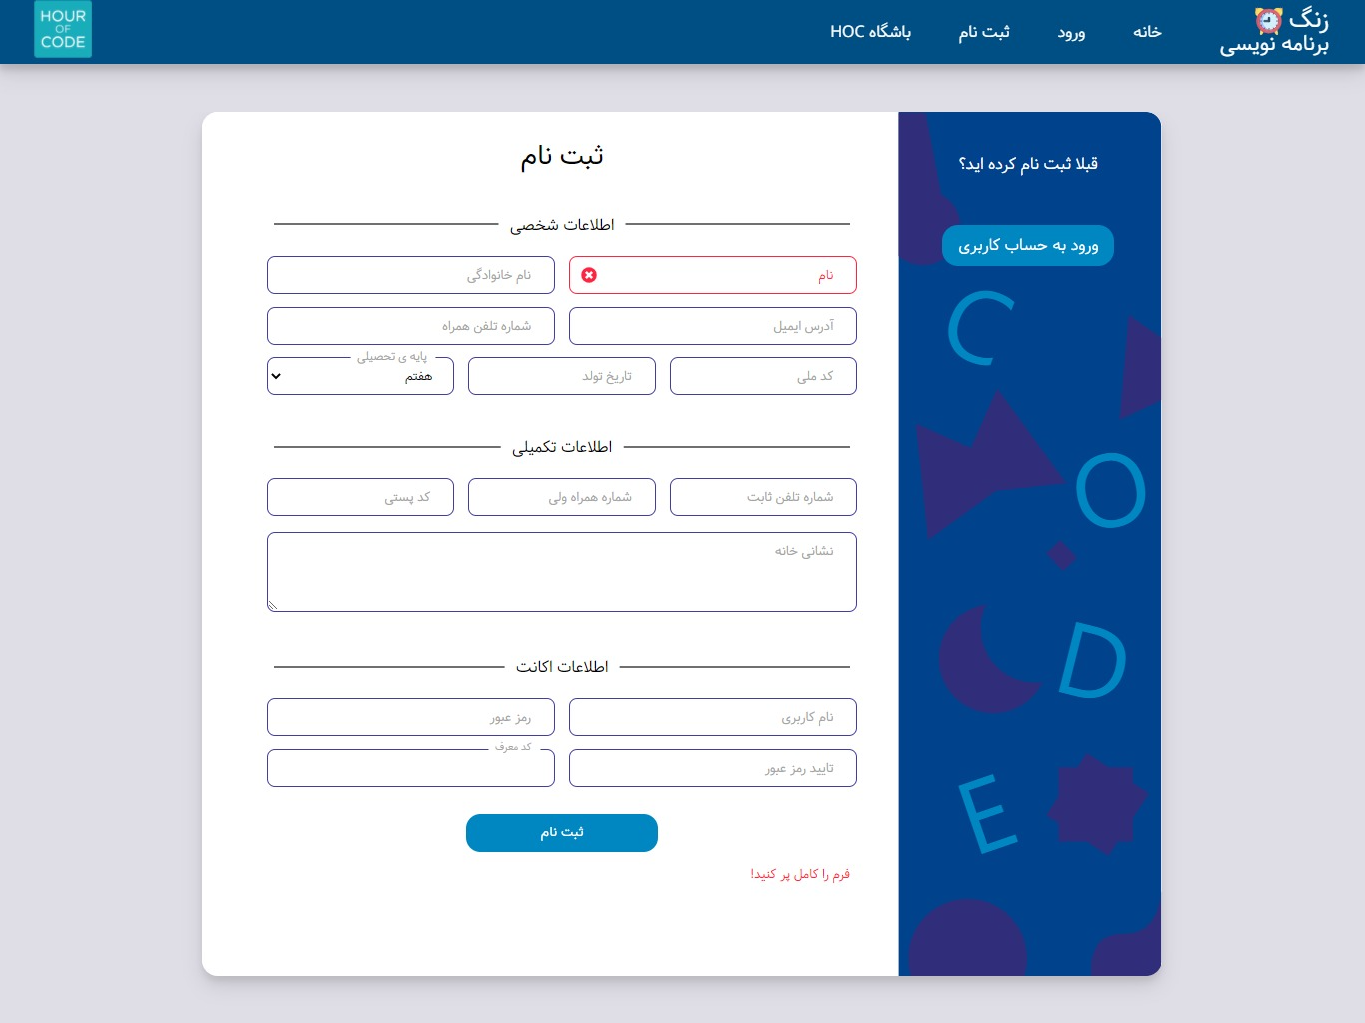 زنگ
برنامه نویسی
خانه
ورود
ثبت نام
باشگاه HOC
HOUR
OF
CODE
قبلا ثبت نام کرده اید؟
ورود به حساب کاربری
C
O
D
E
ثبت نام
اطلاعات شخصی
نام
نام خانوادگی
آدرس ایمیل
شماره تلفن همراه
کد ملی
تاریخ تولد
پایه ی تحصیلی
هفتم
اطلاعات تکمیلی
شماره تلفن ثابت
شماره همراه ولی
کد پستی
نشانی خانه
اطلاعات اکانت
نام کاربری
رمز عبور
تایید رمز عبور
کد معرف
ثبت نام
فرم را کامل پر کنید!